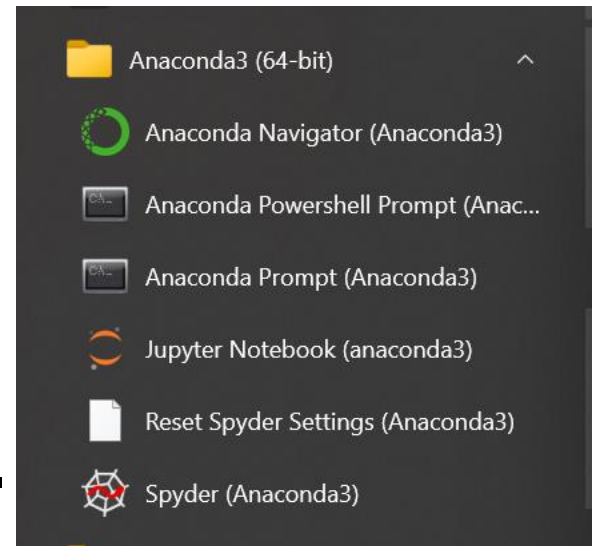 Anaconda3 (64-bit)
Anaconda Navigator (Anaconda3)
Anaconda Powershell Prompt (Anac...
Anaconda Prompt (Anaconda3)
Jupyter Notebook (anaconda3)
Reset Spyder Settings (Anaconda3)
Spyder (Anaconda3)